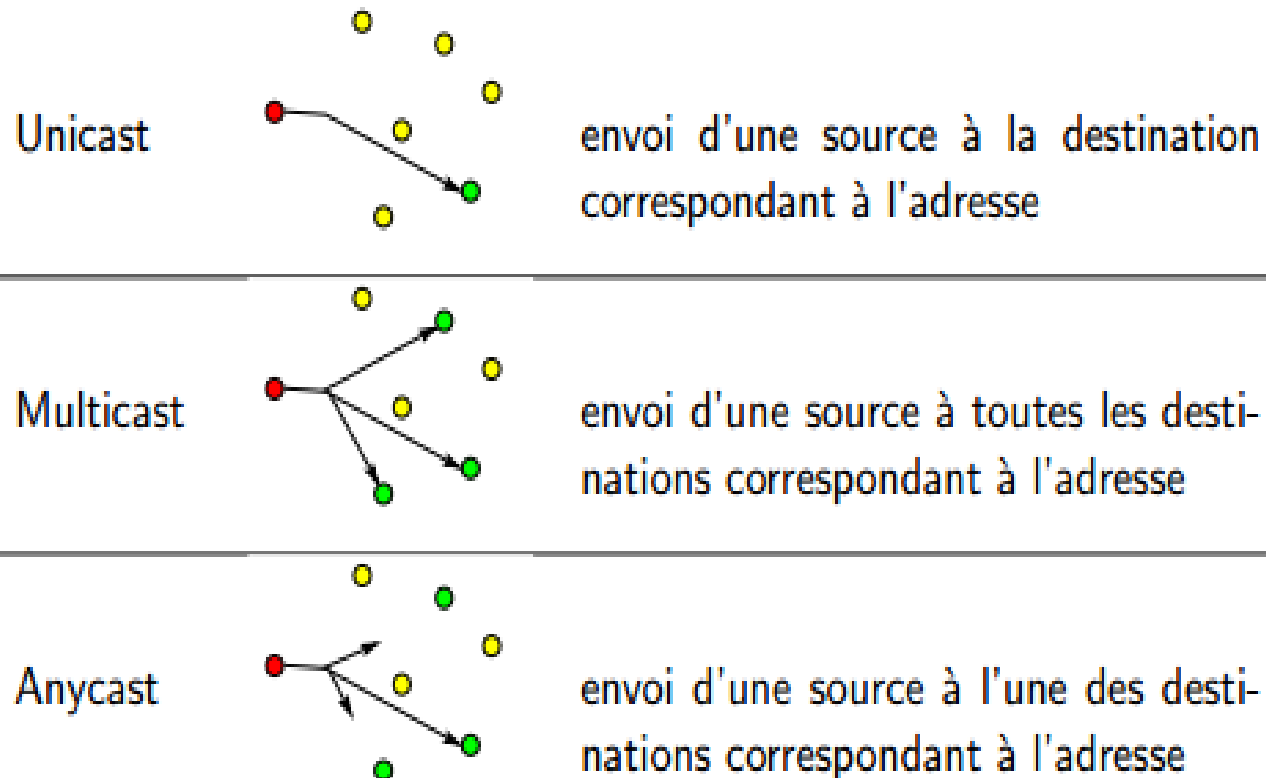 Unicast
envoi d'une source à la destination
correspondant à l'adresse
Multicast
envoi d'une source à toutes les desti-
nations correspondant à l'adresse
Anycast
envoi d'une source à l'une des desti-
nations correspondant à l'adresse